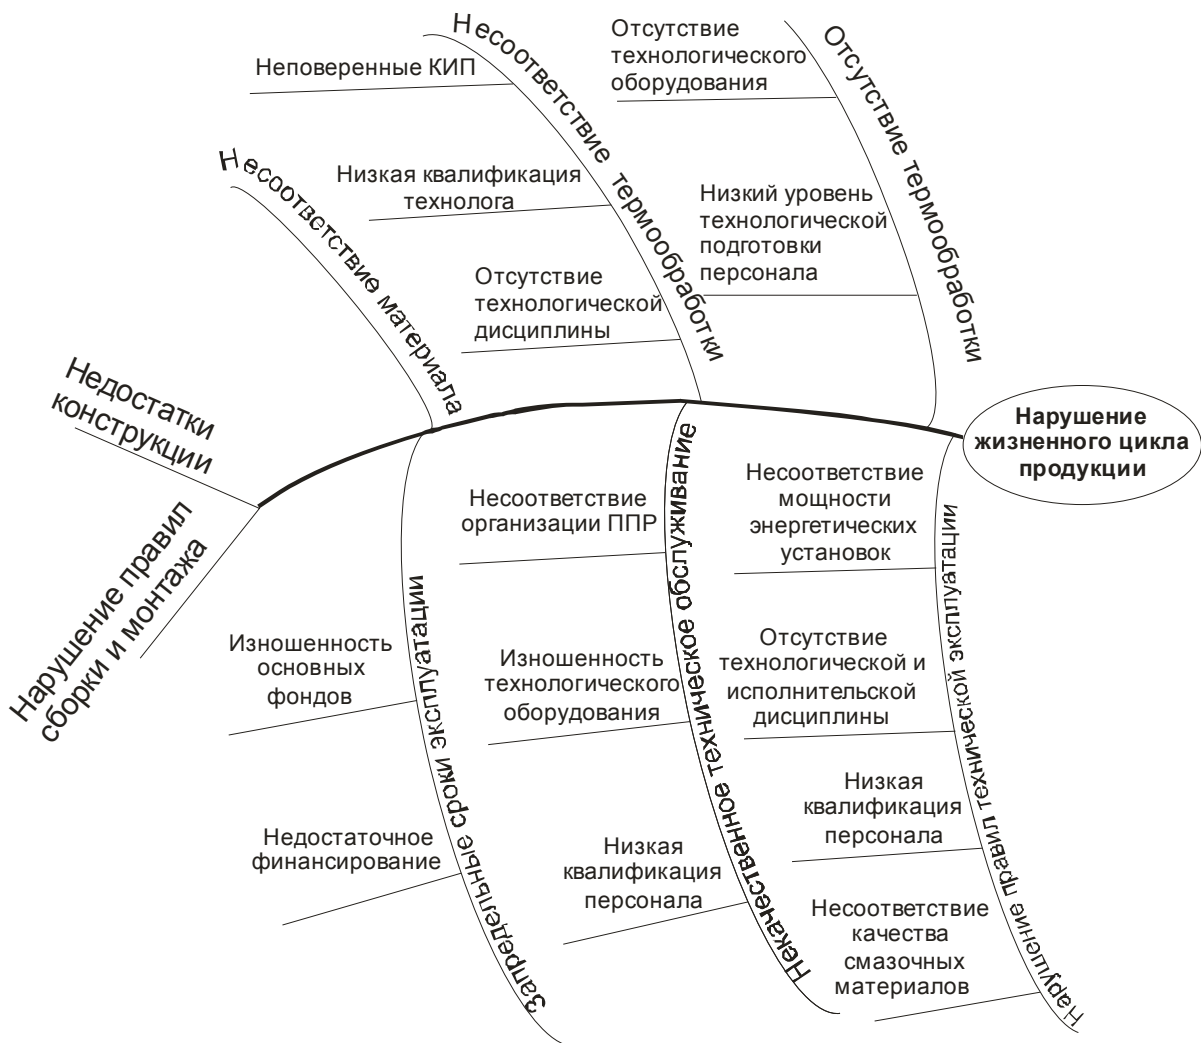 Несоответствие термообработки
Неповеренные КИП
Низкая квалификация
технолога
Отсутствие
технологической
дисциплины
Отсутствие термообработки
Отсутствие
технологического
оборудования
Низкий уровень
технологической
подготовки
персонала
Несоответствие материала
Недостатки
конструкции
Нарушение правил
сборки и монтажа
Нарушение
жизненного цикла
продукции
Запредельные сроки эксплуатации
Изношенность
основных
фондов
Недостаточное
финансирование
Некачественное техническое обслуживание
Несоответствие
организации ППР
Изношенность
технологического
оборудования
Низкая
квалификация
персонала
Нарушение правил технической эксплуатации
Несоответствие
мощности
энергетических
установок
Отсутствие
технологической и
исполнительской
дисциплины
Низкая
квалификация
персонала
Несоответствие
качества
смазочных
материалов